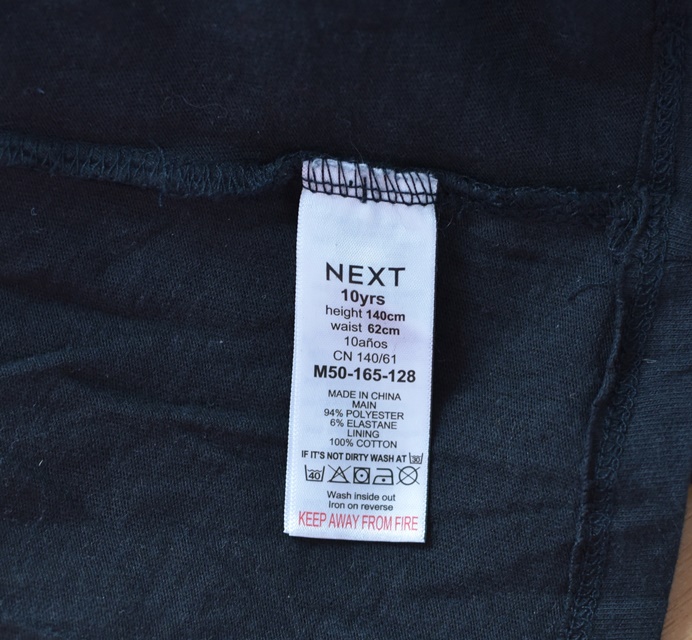 NEXT
10yrs
height 140cm
waist 62cm
10años
CN 140/61
M50-165-128
MADE IN CHINA
MAIN
94% POLYESTER
6% ELASTANE
LINING
100% COTTON
IF IT'S NOT DIRTY WASH AT 30
40
Wash inside out
Iron on reverse
KEEP AWAY FROM FIRE